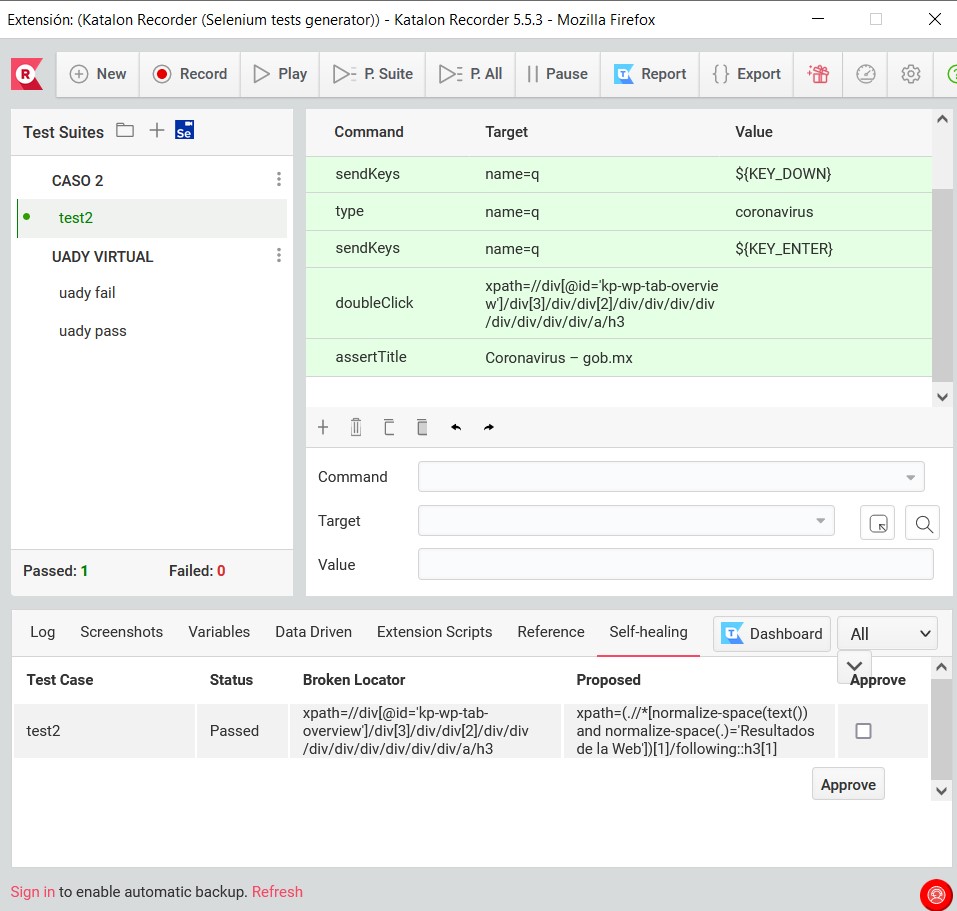 Extensión: (Katalon Recorder (Selenium tests generator)) - Katalon Recorder 5.5.3 - Mozilla Firefox
R
New
Record
Play
P. Suite
P. All
Pause
Report
Export
Test Suites
Se
CASO 2
test2
UADY VIRTUAL
uady fail
uady pass
Passed: 1
Failed: 0
Command Target Value
sendKeys name=q ${KEY_DOWN}
type name=q coronavirus
sendKeys name=q ${KEY_ENTER}
doubleClick
xpath=//div[@id='kp-wp-tab-overvie
w']/div[3]/div/div[2]/div/div/div/div
/div/div/div/div/a/h3
assertTitle Coronavirus – gob.mx
Command
Target
Value
Log Screenshots Variables Data Driven Extension Scripts Reference Self-healing Dashboard All
Test Case Status Broken Locator Proposed Approve
test2 Passed
xpath=//div[@id='kp-wp-tab-
overview']/div[3]/div/div[2]/div/div
/div/div/div/div/div/div/a/h3
xpath=(.//*[normalize-space(text())
and normalize-space(.)='Resultados
de la Web'])[1]/following::h3[1]
Approve
Sign in to enable automatic backup. Refresh